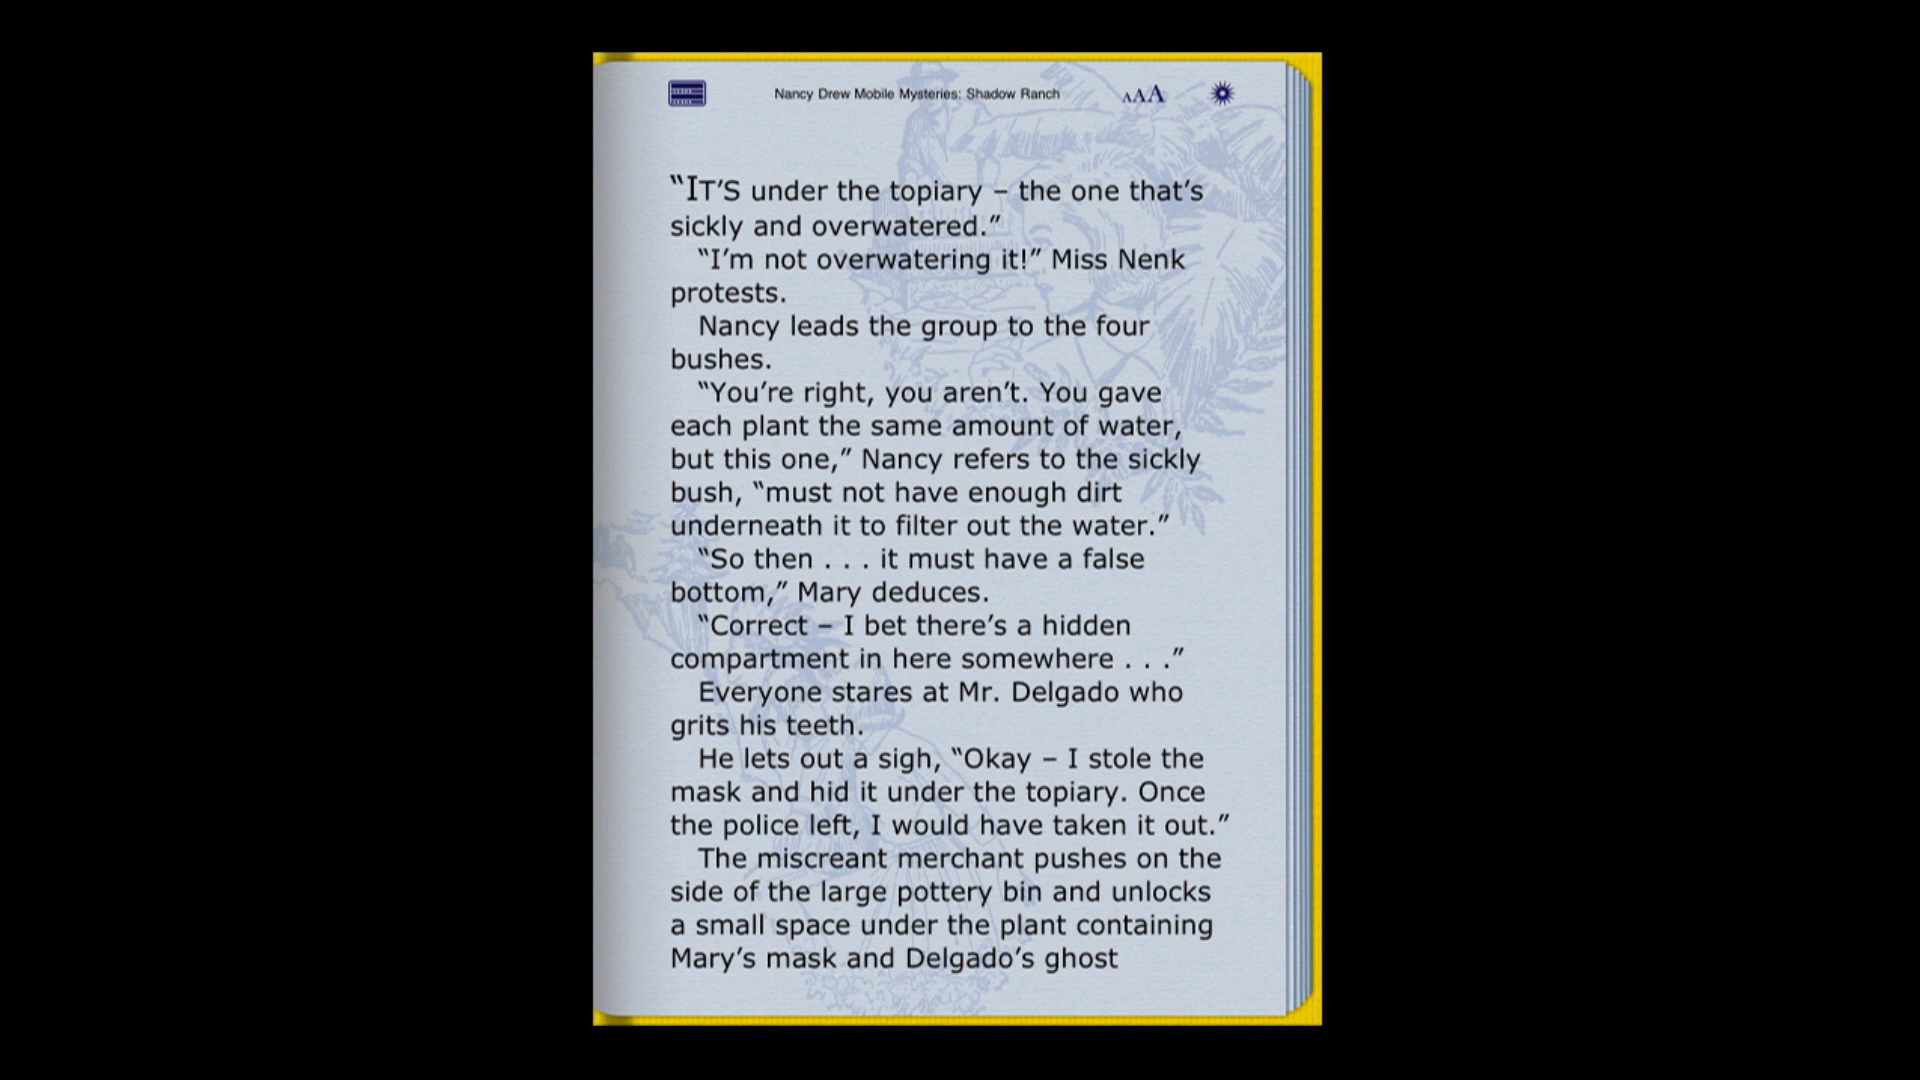 Nancy Drew Mobile Mysteries: Shadow Ranch
AAA
“IT’S under the topiary – the one that’s
sickly and overwatered.”
“I’m not overwatering it!” Miss Nenk
protests.
Nancy leads the group to the four
bushes.
“You’re right, you aren’t. You gave
each plant the same amount of water,
but this one,” Nancy refers to the sickly
bush, “must not have enough dirt
underneath it to filter out the water.”
“So then . . . it must have a false
bottom,” Mary deduces.
“Correct – I bet there’s a hidden
compartment in here somewhere . . .”
Everyone stares at Mr. Delgado who
grits his teeth.
He lets out a sigh, “Okay – I stole the
mask and hid it under the topiary. Once
the police left, I would have taken it out.”
The miscreant merchant pushes on the
side of the large pottery bin and unlocks
a small space under the plant containing
Mary’s mask and Delgado’s ghost